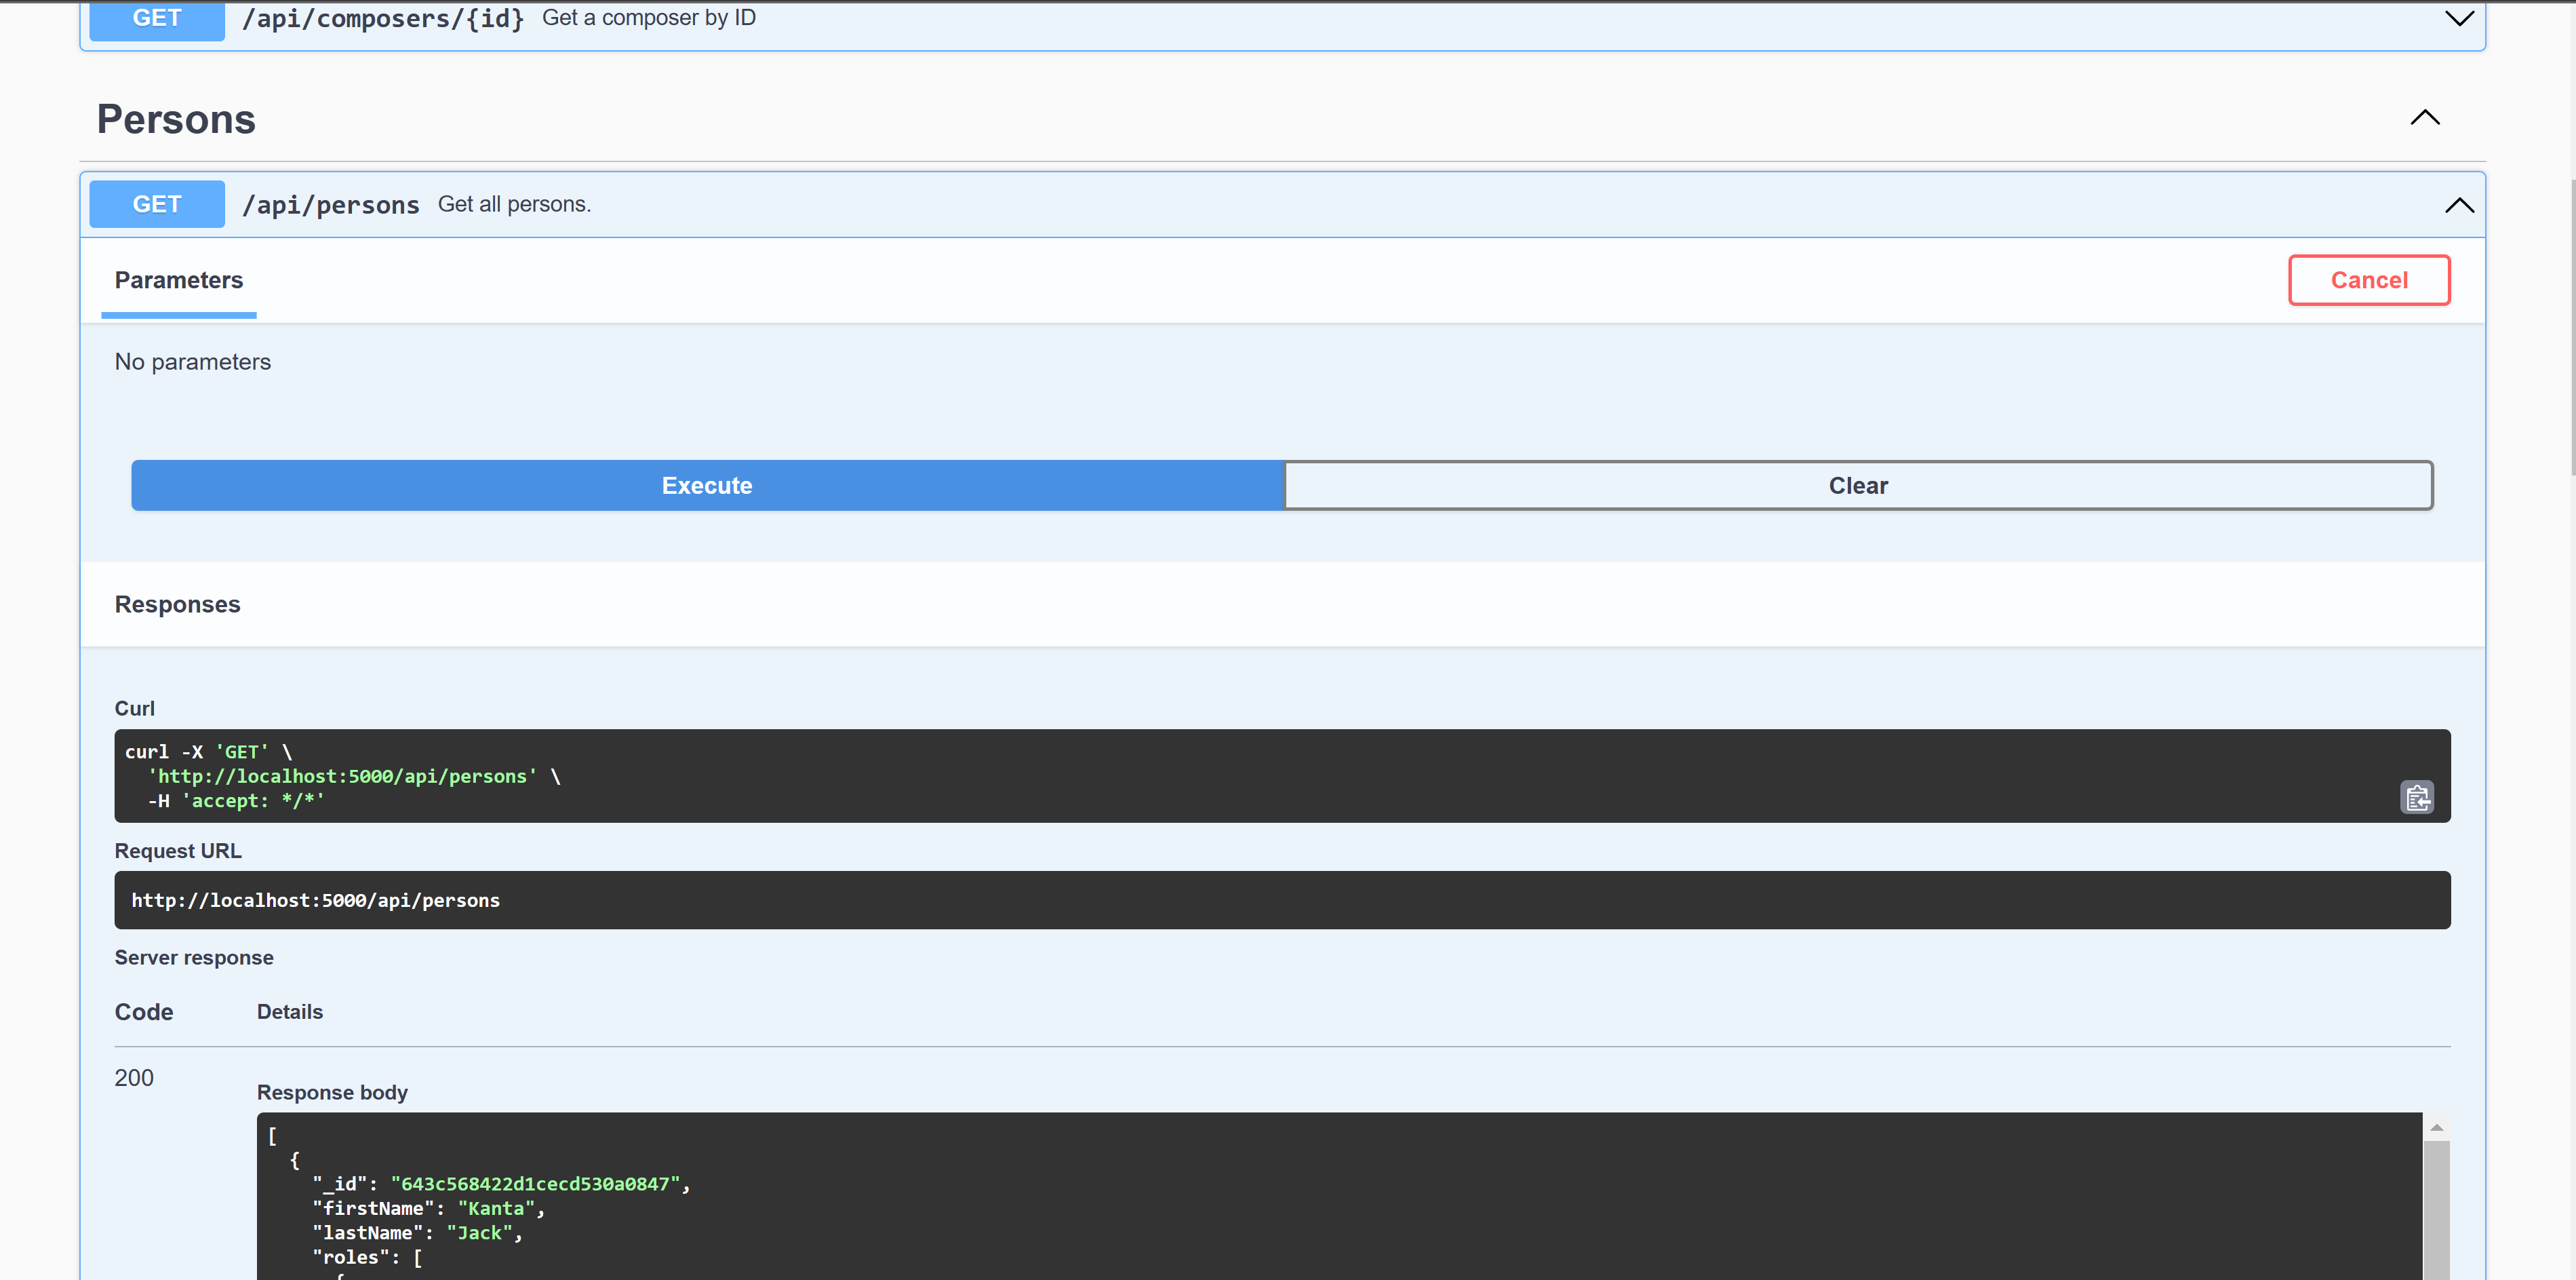 GET /api/composers/{id} Get a composer by ID
Persons
GET /api/persons Get all persons.
Parameters Cancel
No parameters
Execute Clear
Responses
Curl
curl -X 'GET' \
'http://localhost:5000/api/persons' \
-H 'accept: */*'
Request URL
http://localhost:5000/api/persons
Server response
Code Details
200
Response body
[
{
"_id": "643c568422d1cecd530a0847",
"firstName": "Kanta",
"lastName": "Jack",
"roles": [
{